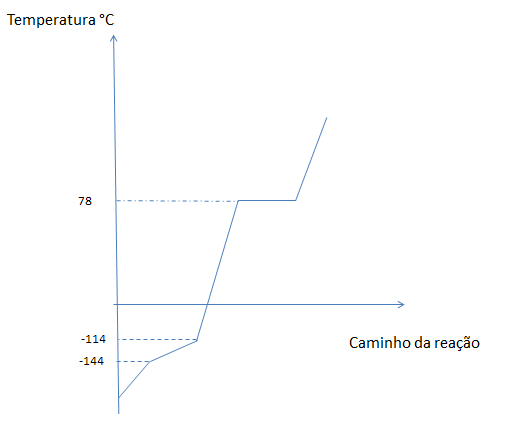 Temperatura °C
78
-114
-144
Caminho da reação